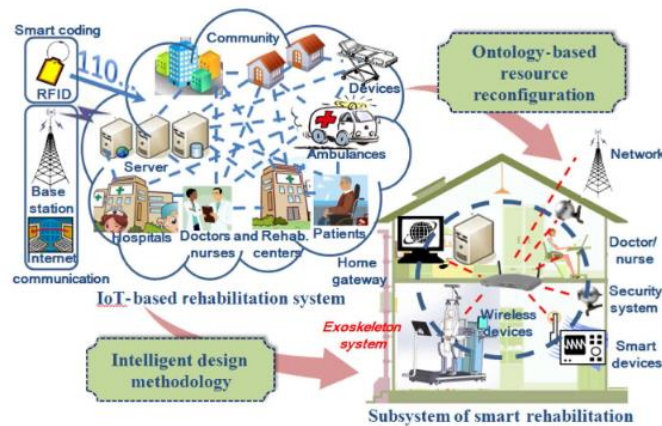 Smart coding
RFID
110...
Base
station
Internet
communication
Community
Devices
Server
Ambulances
Hospitals
Doctors and
nurses
Rehab.
centers
Patients
IoT-based rehabilitation system
Ontology-based
resource
reconfiguration
Network
Home
gateway
Doctor/
nurse
Security
system
Wireless
devices
Exoskeleton
system
Smart
devices
Intelligent design
methodology
Subsystem of smart rehabilitation